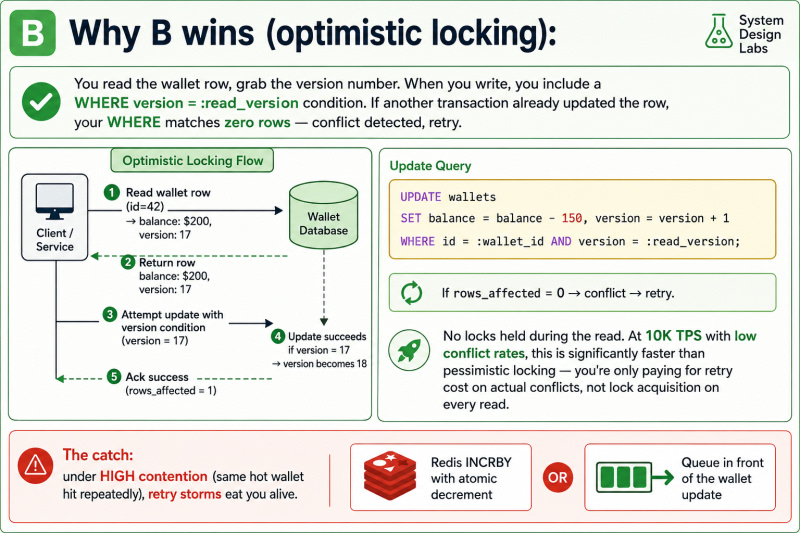 B
Why B wins (optimistic locking):
System
Design
Labs
You read the wallet row, grab the version number. When you write, you include a
WHERE version = :read_version condition. If another transaction already updated the row,
your WHERE matches zero rows — conflict detected, retry.
Optimistic Locking Flow
Client /
Service
1 Read wallet row
(id=42)
→ balance: $200,
version: 17
Wallet
Database
2 Return row
balance: $200,
version: 17
3 Attempt update with
version condition
(version = 17)
4 Update succeeds
if version = 17
→ version becomes 18
5 Ack success
(rows_affected = 1)
Update Query
UPDATE wallets
SET balance = balance - 150, version = version + 1
WHERE id = :wallet_id AND version = :read_version;
If rows_affected = 0 → conflict → retry.
No locks held during the read. At 10K TPS with low
conflict rates, this is significantly faster than
pessimistic locking — you're only paying for retry
cost on actual conflicts, not lock acquisition on
every read.
The catch:
under HIGH contention (same hot wallet
hit repeatedly), retry storms eat you alive.
Redis INCRBY
with atomic
decrement
OR
Queue in front
of the wallet
update